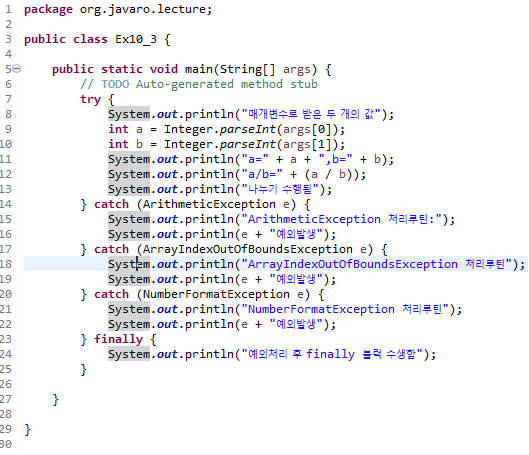 1 package org.javaro.lecture;
2
3 public class Ex10_3 {
4
5     public static void main(String[] args) {
6         // TODO Auto-generated method stub
7         try {
8             System.out.println("매개변수로 받은 두 개의 값");
9             int a = Integer.parseInt(args[0]);
10             int b = Integer.parseInt(args[1]);
11             System.out.println("a=" + a + ",b=" + b);
12             System.out.println("a/b=" + (a / b));
13             System.out.println("나누기 수행됨");
14         } catch (ArithmeticException e) {
15             System.out.println("ArithmeticException 처리루틴:");
16             System.out.println(e + "예외발생");
17         } catch (ArrayIndexOutOfBoundsException e) {
18             System.out.println("ArrayIndexOutOfBoundsException 처리루틴");
19             System.out.println(e + "예외발생");
20         } catch (NumberFormatException e) {
21             System.out.println("NumberFormatException 처리루틴");
22             System.out.println(e + "예외발생");
23         } finally {
24             System.out.println("예외처리 후 finally 블럭 수생함");
25         }
26
27     }
28
29 }
30